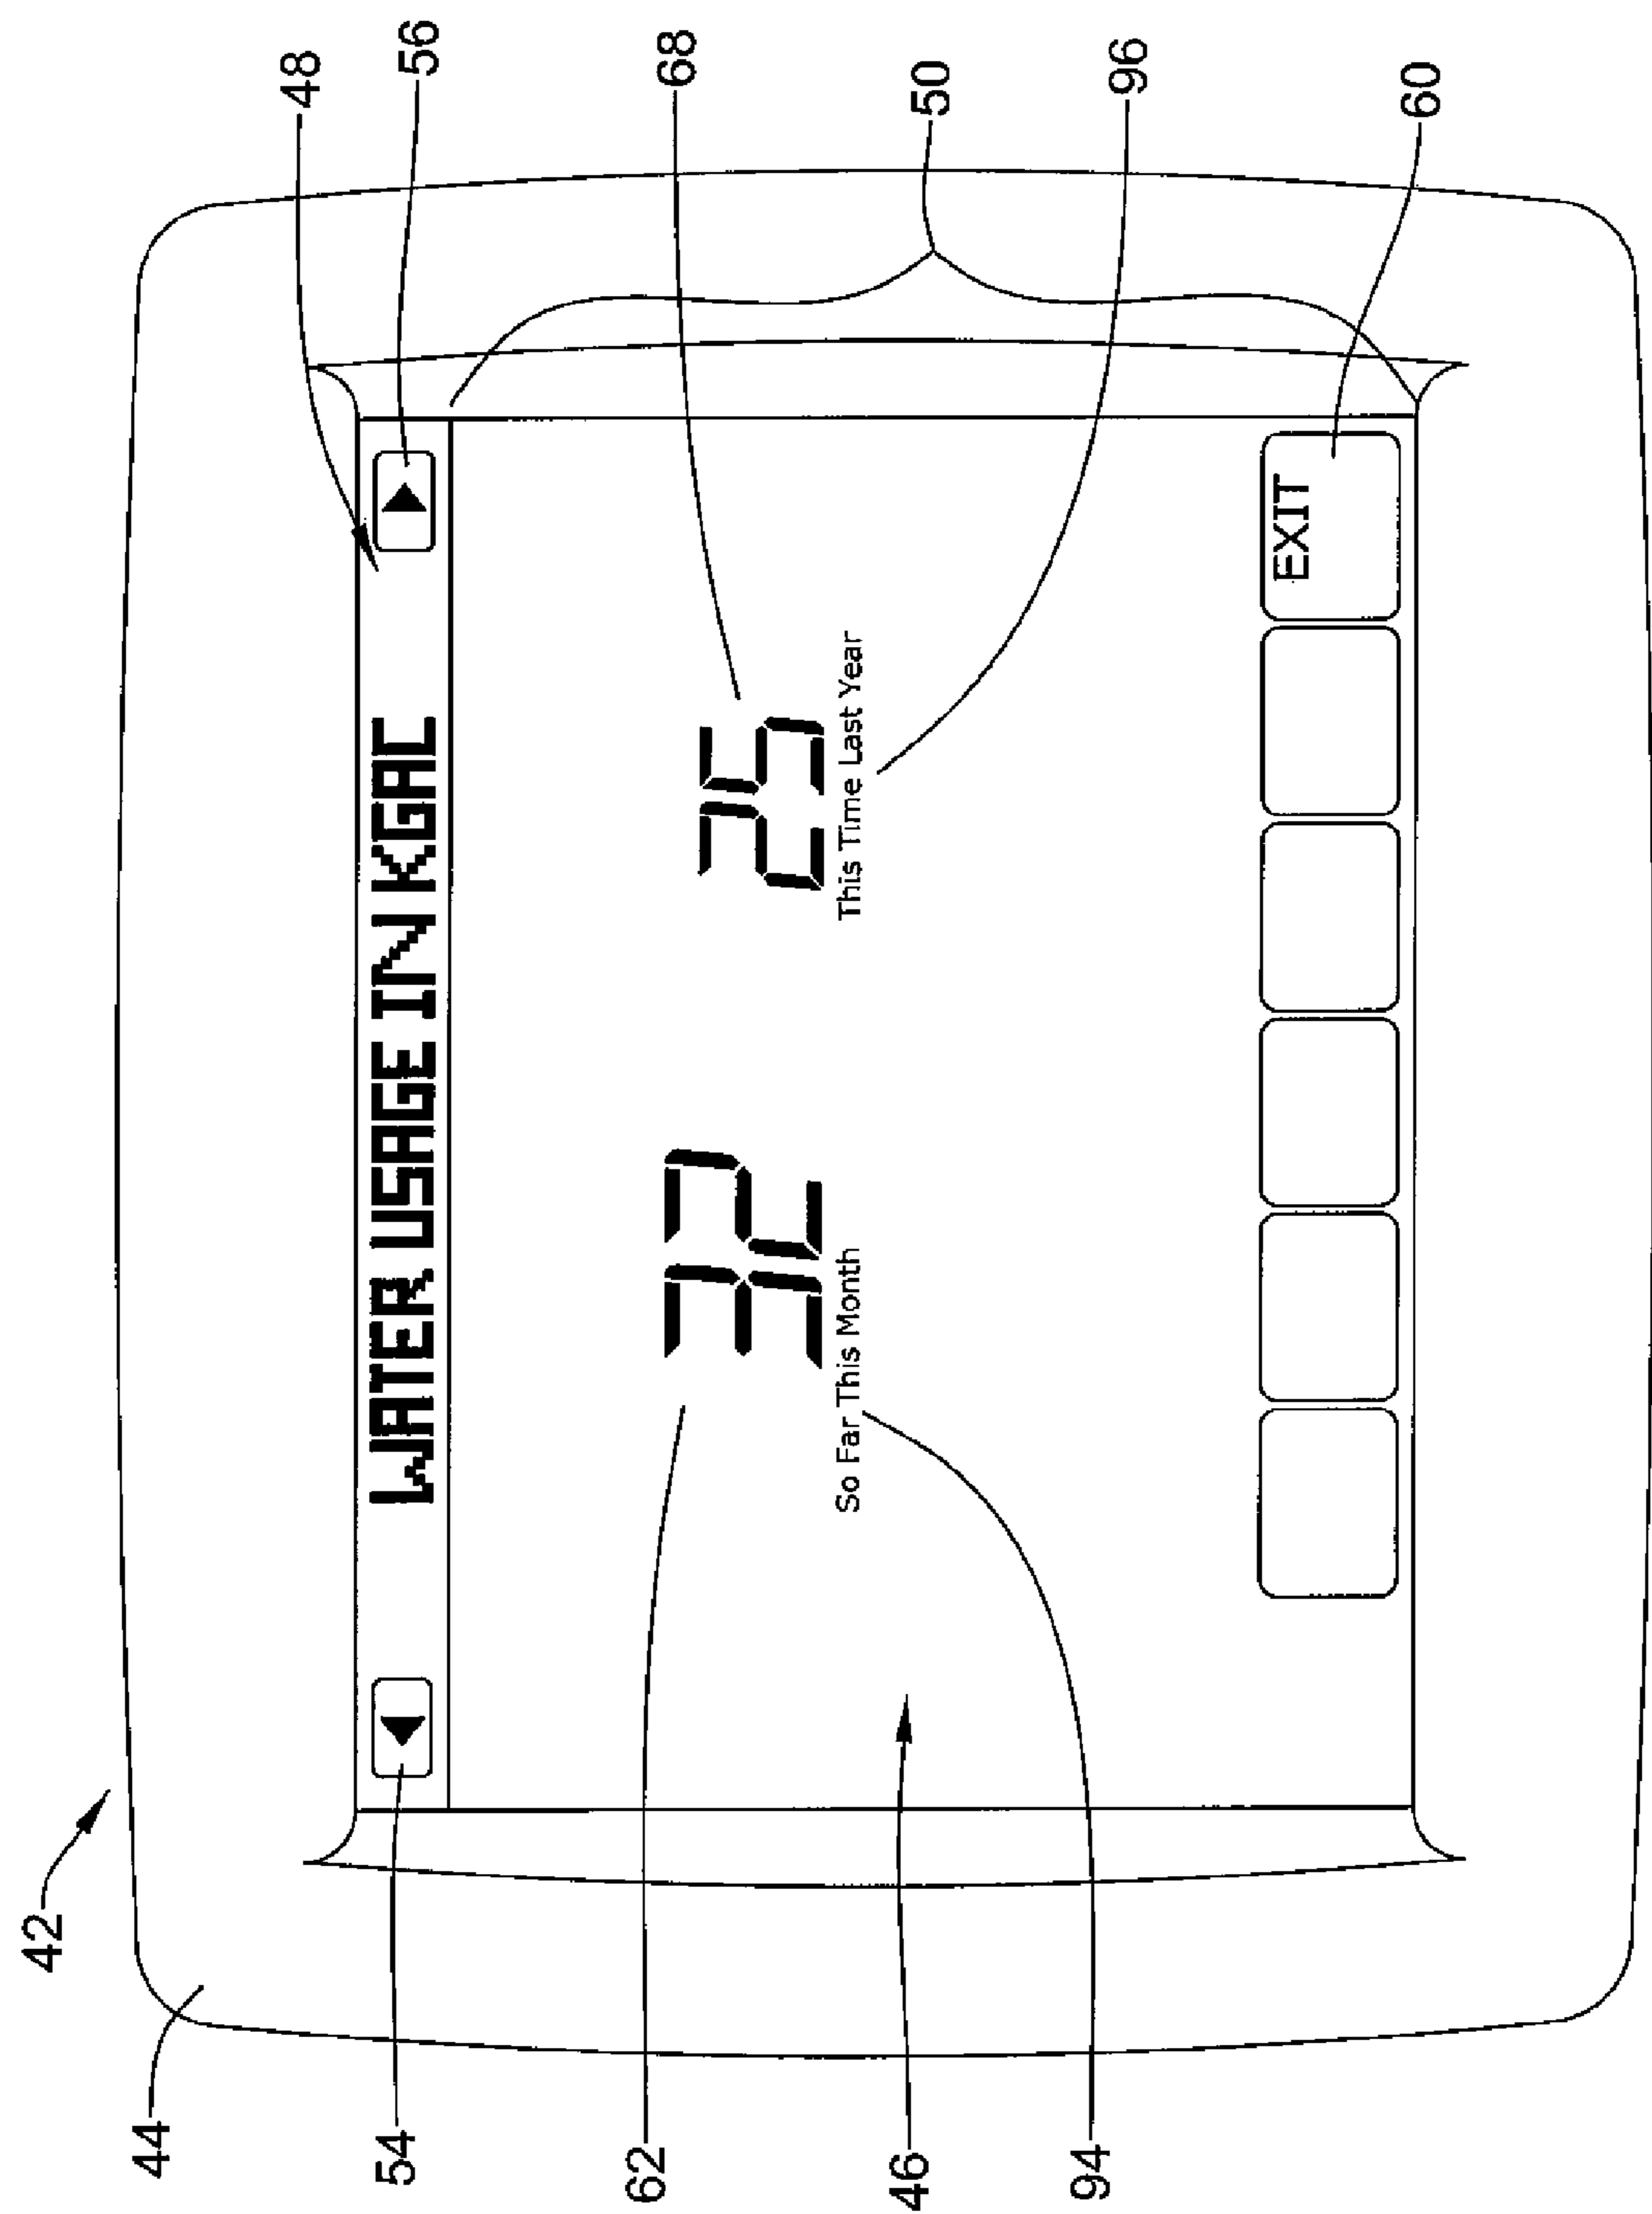 42
44
48
54 WATER USAGE IN KGAC 56
62 32 25 68
So Far This Month This Time Last Year
46 50
94 96
EXIT
60